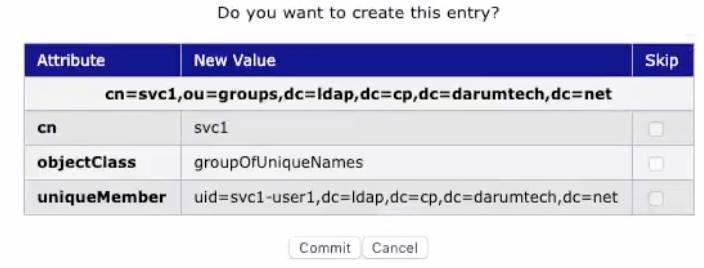 Do you want to create this entry?
Attribute New Value Skip
cn=svc1,ou=groups,dc=ldap,dc=cp,dc=darumtech,dc=net
cn svc1
objectClass groupOfUniqueNames
uniqueMember uid=svc1-user1,dc=ldap,dc=cp,dc=darumtech,dc=net
Commit Cancel